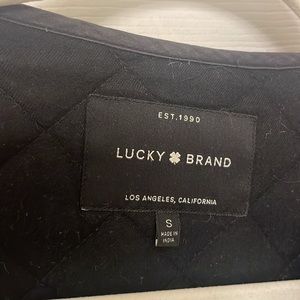 EST.1990
LUCKY BRAND
LOS ANGELES, CALIFORNIA
S
MADE IN
INDIA